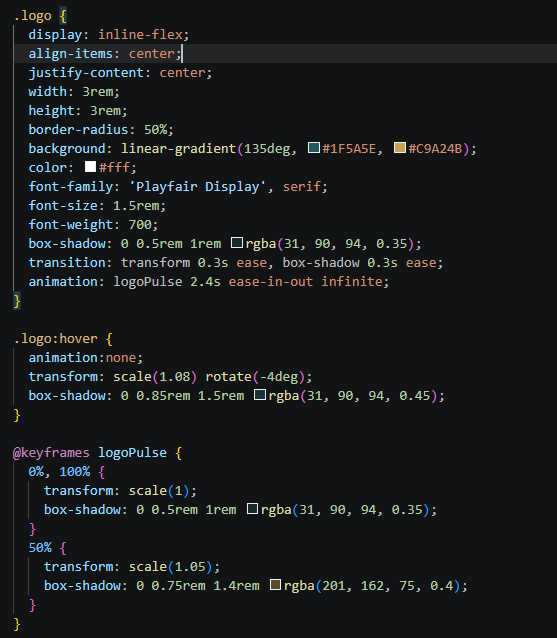 .logo {
  display: inline-flex;
  align-items: center;
  justify-content: center;
  width: 3rem;
  height: 3rem;
  border-radius: 50%;
  background: linear-gradient(135deg, #1F5A5E, #C9A24B);
  color: #fff;
  font-family: 'Playfair Display', serif;
  font-size: 1.5rem;
  font-weight: 700;
  box-shadow: 0 0.5rem 1rem rgba(31, 90, 94, 0.35);
  transition: transform 0.3s ease, box-shadow 0.3s ease;
  animation: logoPulse 2.4s ease-in-out infinite;
}
.logo:hover {
  animation:none;
  transform: scale(1.08) rotate(-4deg);
  box-shadow: 0 0.85rem 1.5rem rgba(31, 90, 94, 0.45);
}
@keyframes logoPulse {
  0%, 100% {
    transform: scale(1);
    box-shadow: 0 0.5rem 1rem rgba(31, 90, 94, 0.35);
  }
  50% {
    transform: scale(1.05);
    box-shadow: 0 0.75rem 1.4rem rgba(201, 162, 75, 0.4);
  }
}